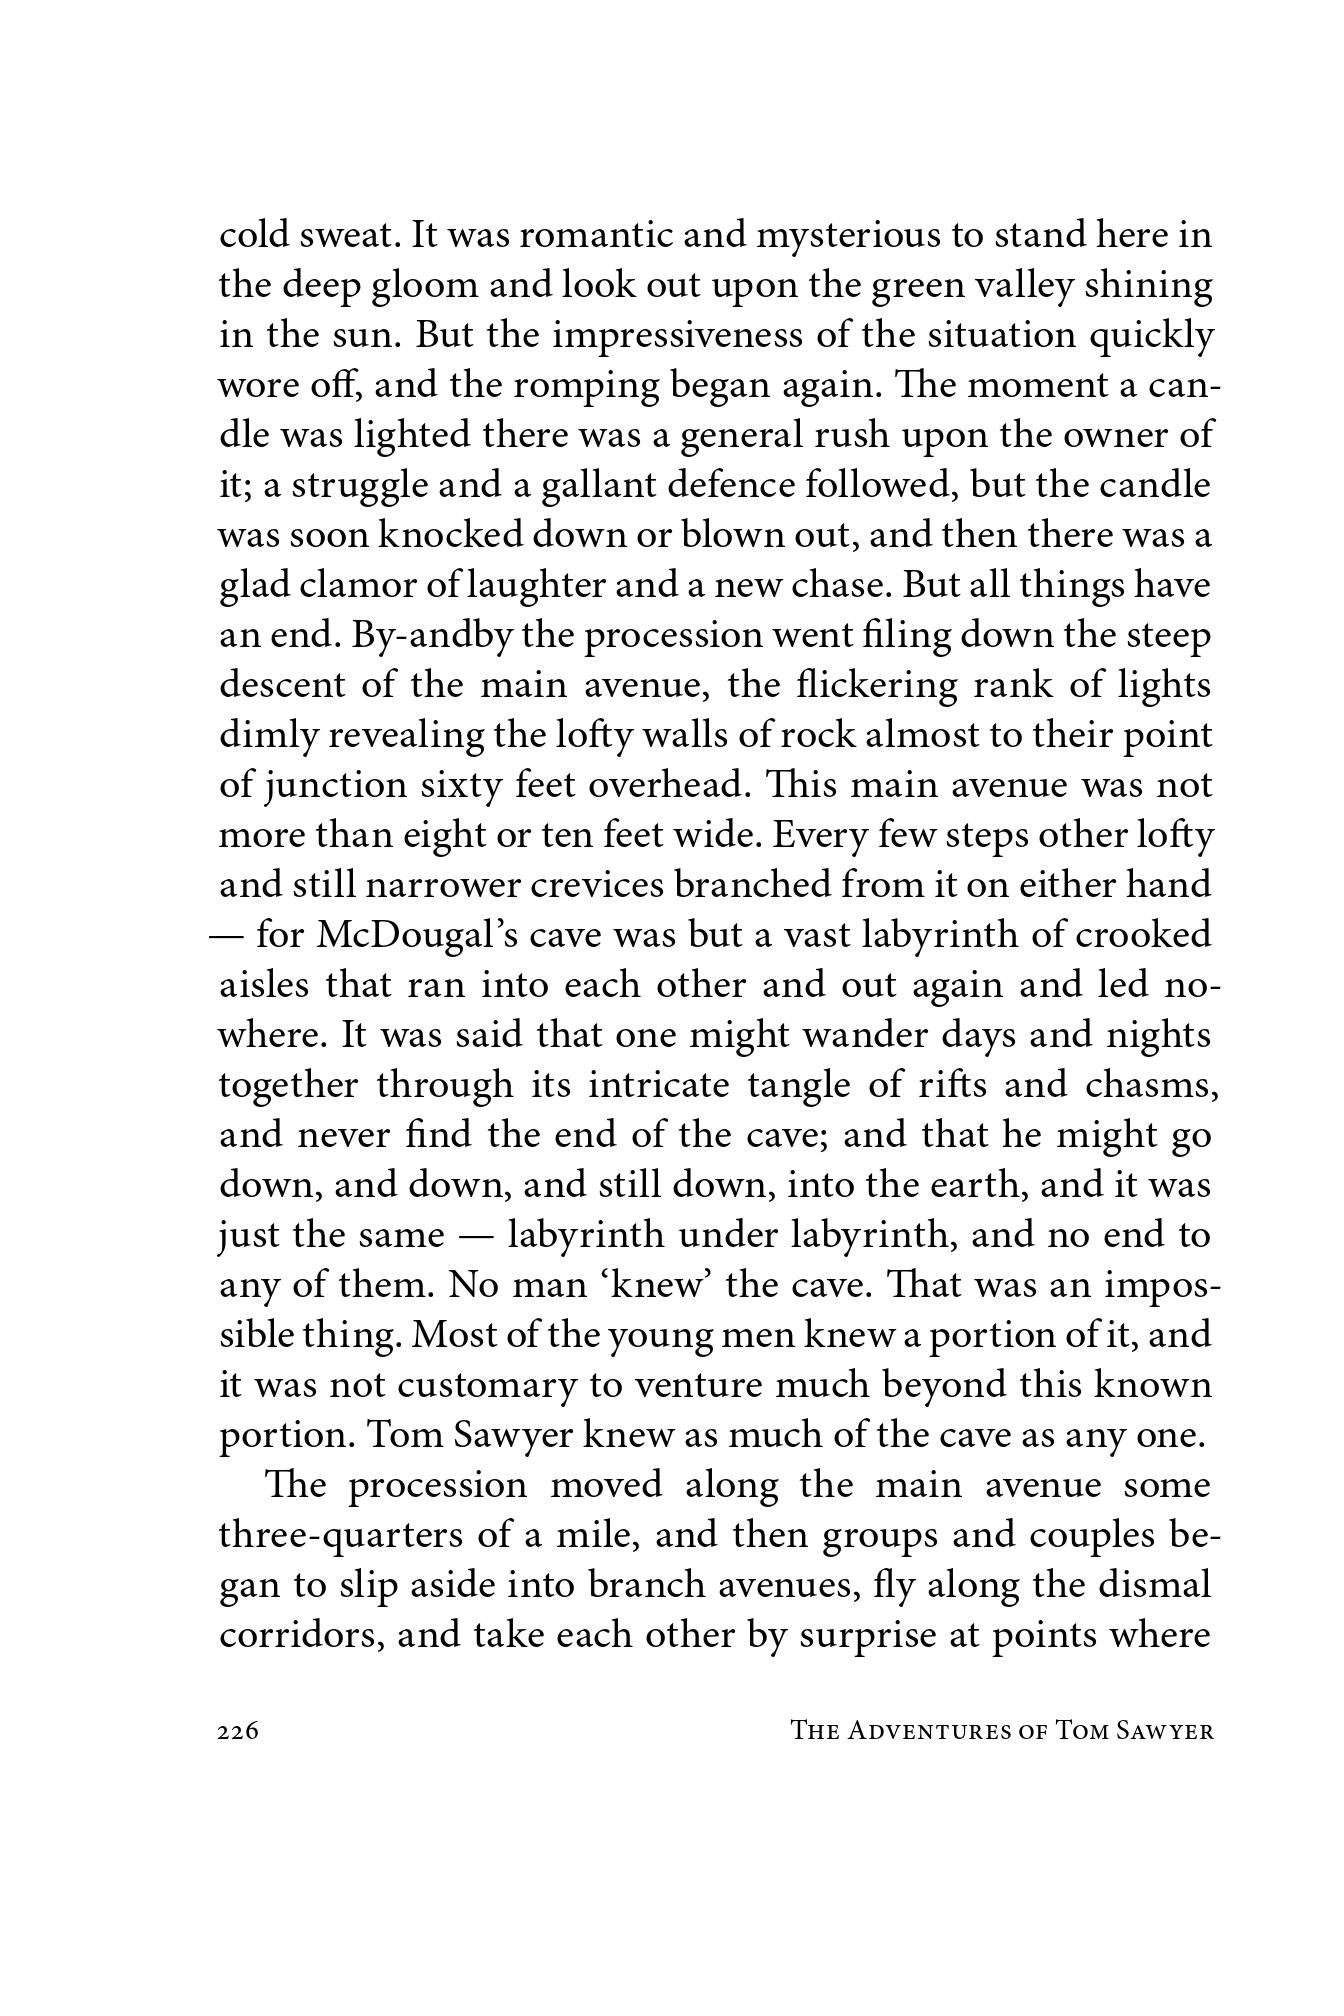 cold sweat. It was romantic and mysterious to stand here in
the deep gloom and look out upon the green valley shining
in the sun. But the impressiveness of the situation quickly
wore off, and the romping began again. The moment a can-
dle was lighted there was a general rush upon the owner of
it; a struggle and a gallant defence followed, but the candle
was soon knocked down or blown out, and then there was a
glad clamor of laughter and a new chase. But all things have
an end. By-andby the procession went filing down the steep
descent of the main avenue, the flickering rank of lights
dimly revealing the lofty walls of rock almost to their point
of junction sixty feet overhead. This main avenue was not
more than eight or ten feet wide. Every few steps other lofty
and still narrower crevices branched from it on either hand
— for McDougal’s cave was but a vast labyrinth of crooked
aisles that ran into each other and out again and led no-
where. It was said that one might wander days and nights
together through its intricate tangle of rifts and chasms,
and never find the end of the cave; and that he might go
down, and down, and still down, into the earth, and it was
just the same — labyrinth under labyrinth, and no end to
any of them. No man ‘knew’ the cave. That was an impos-
sible thing. Most of the young men knew a portion of it, and
it was not customary to venture much beyond this known
portion. Tom Sawyer knew as much of the cave as any one.
The procession moved along the main avenue some
three-quarters of a mile, and then groups and couples be-
gan to slip aside into branch avenues, fly along the dismal
corridors, and take each other by surprise at points where
226 The Adventures of Tom Sawyer